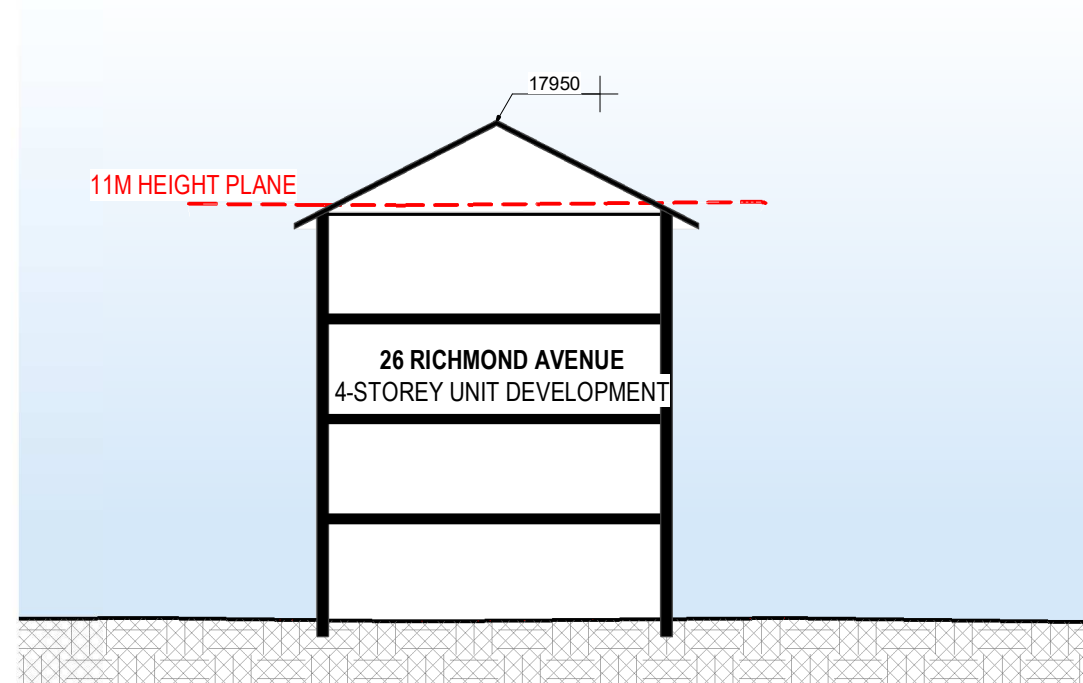 17950
11M HEIGHT PLANE
26 RICHMOND AVENUE
4-STOREY UNIT DEVELOPMENT